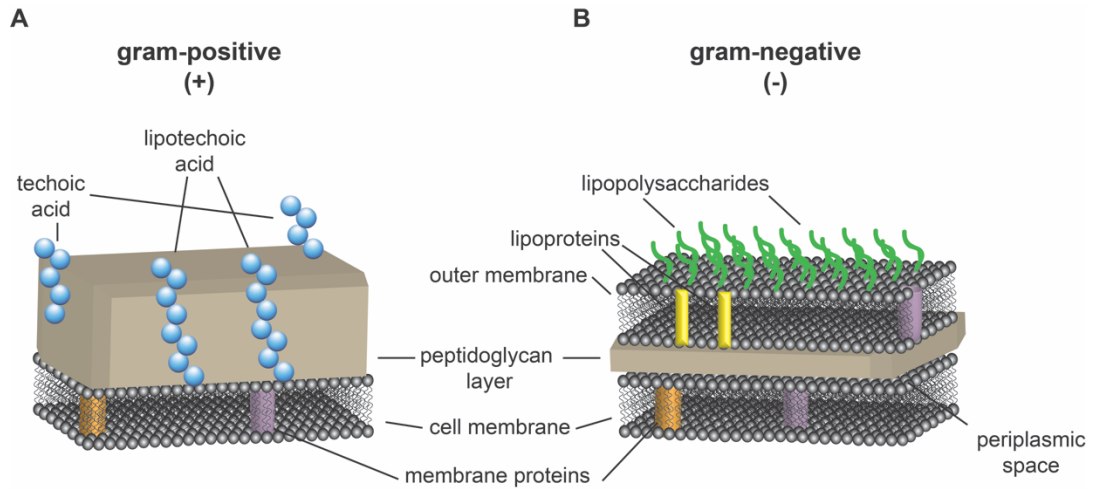 A
gram-positive
(+)
lipotechoic
acid
techoic
acid
B
gram-negative
(-)
lipopolysaccharides
lipoproteins
outer membrane
peptidoglycan
layer
cell membrane
membrane proteins
periplasmic
space